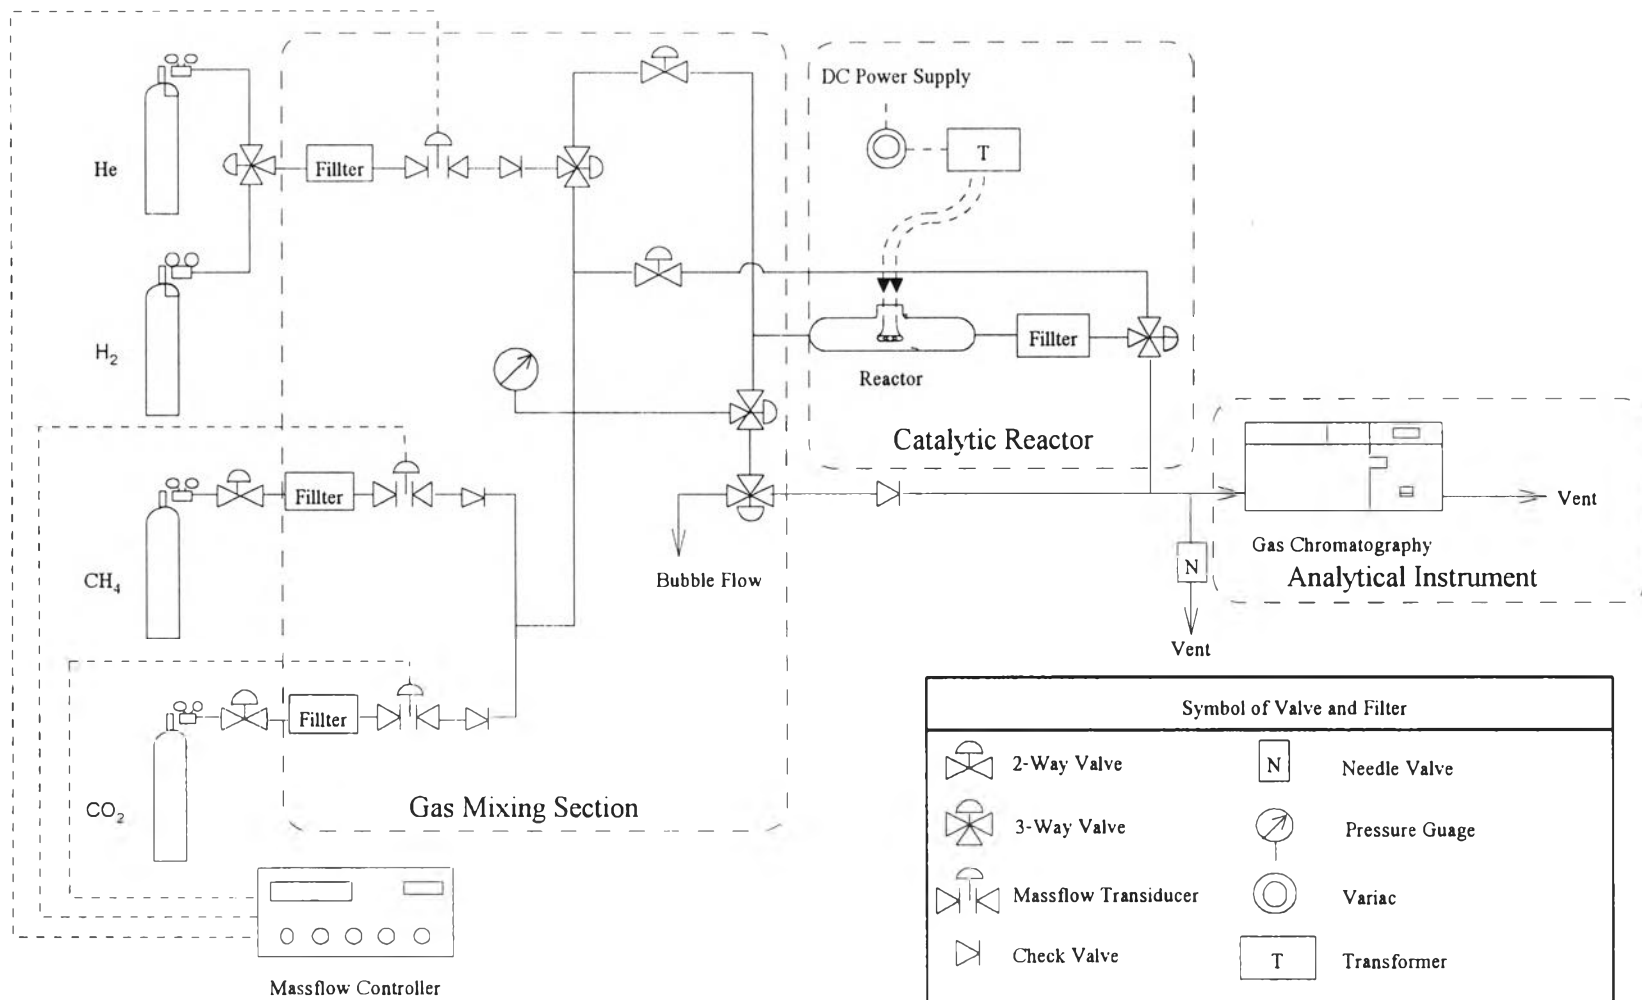 DC Power Supply
T
He
Fillter
H2
Fillter
Reactor
Catalytic Reactor
CH4
Fillter
Bubble Flow
N
Vent
Vent
Gas Chromatography
Analytical Instrument
CO2
Fillter
Gas Mixing Section
Massflow Controller
Symbol of Valve and Filter
2-Way Valve
N
Needle Valve
3-Way Valve
Pressure Guage
Massflow Transiducer
Variac
Check Valve
T
Transformer